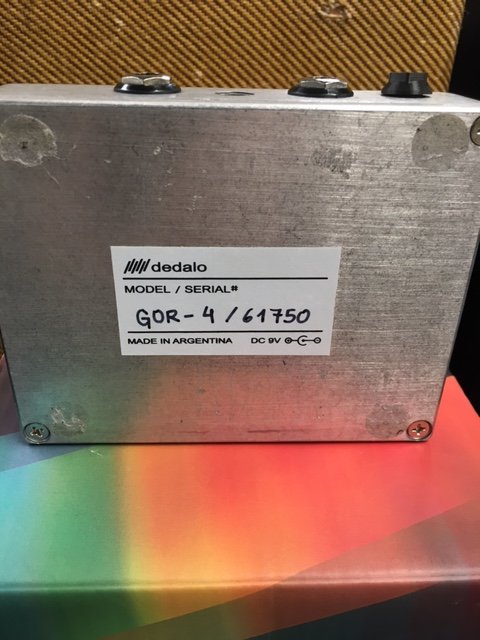 dedalo
MODEL / SERIAL#
GOR-4/61750
MADE IN ARGENTINA DC 9V